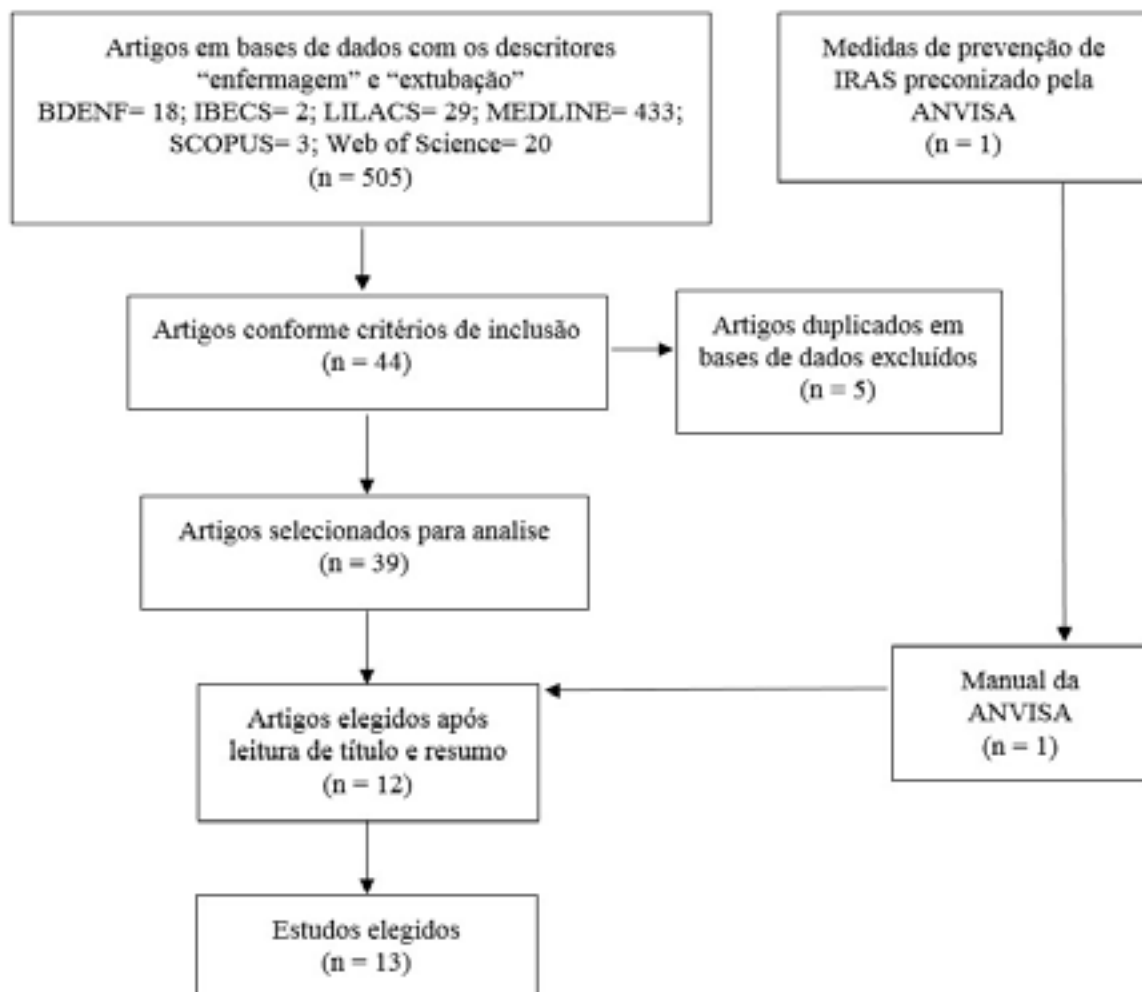 Artigos em bases de dados com os descritores
“enfermagem” e “extubação”
BDENF= 18; IBECS= 2; LILACS= 29; MEDLINE= 433;
SCOPUS= 3; Web of Science= 20
(n = 505)
Medidas de prevenção de
IRAS preconizado pela
ANVISA
(n = 1)
Artigos conforme critérios de inclusão
(n = 44)
Artigos duplicados em
bases de dados excluídos
(n = 5)
Artigos selecionados para analise
(n = 39)
Artigos elegidos após
leitura de título e resumo
(n = 12)
Manual da
ANVISA
(n = 1)
Estudos elegidos
(n = 13)